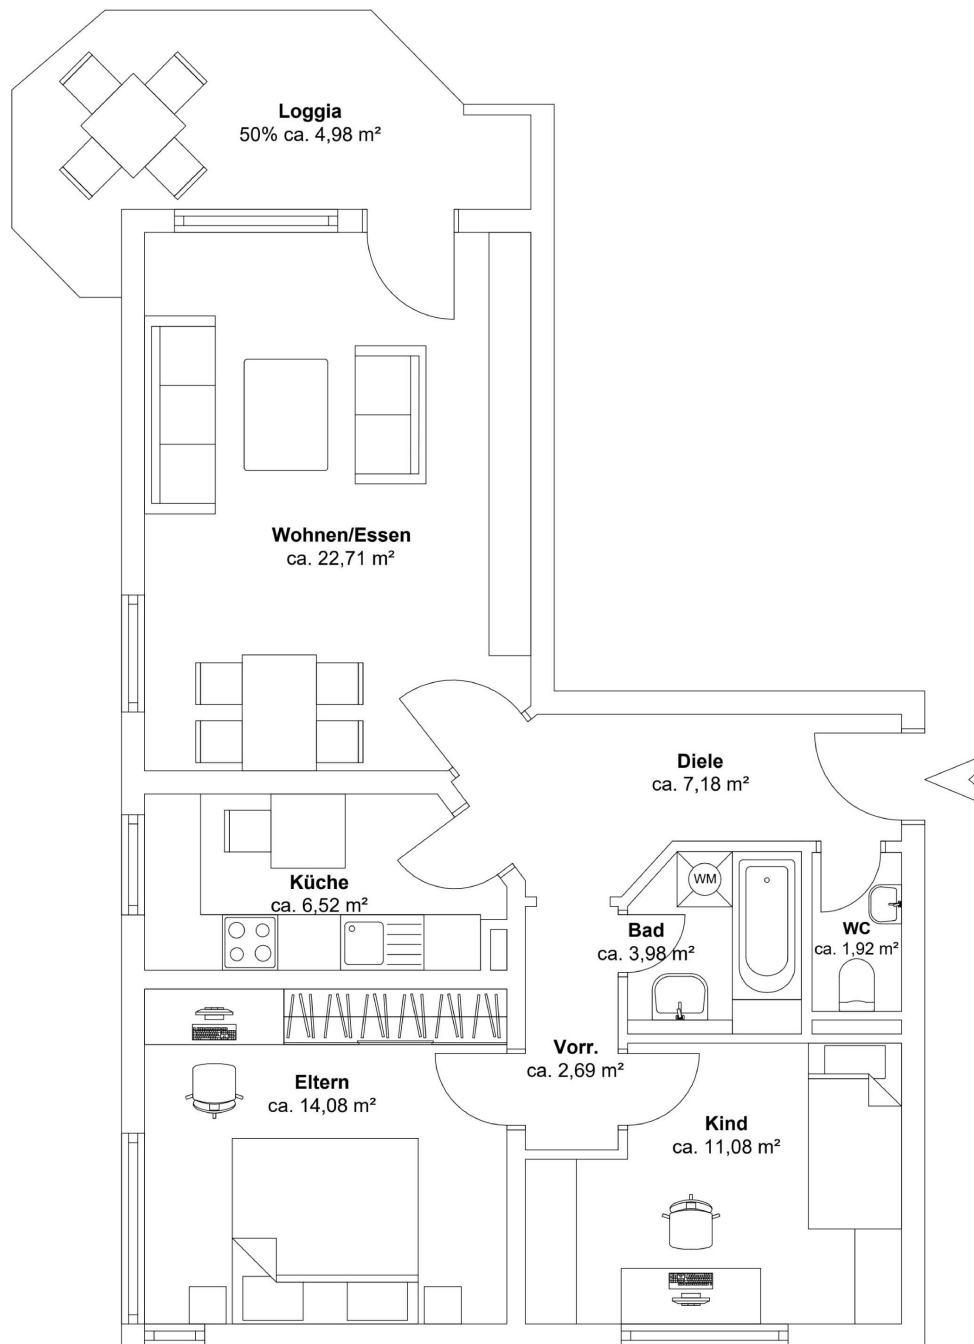 Loggia
50% ca. 4,98 m²
Wohnen/Essen
ca. 22,71 m²
Diele
ca. 7,18 m²
Küche
ca. 6,52 m²
WM
Bad
ca. 3,98 m²
WC
ca. 1,92 m²
Vorr.
ca. 2,69 m²
Eltern
ca. 14,08 m²
Kind
ca. 11,08 m²